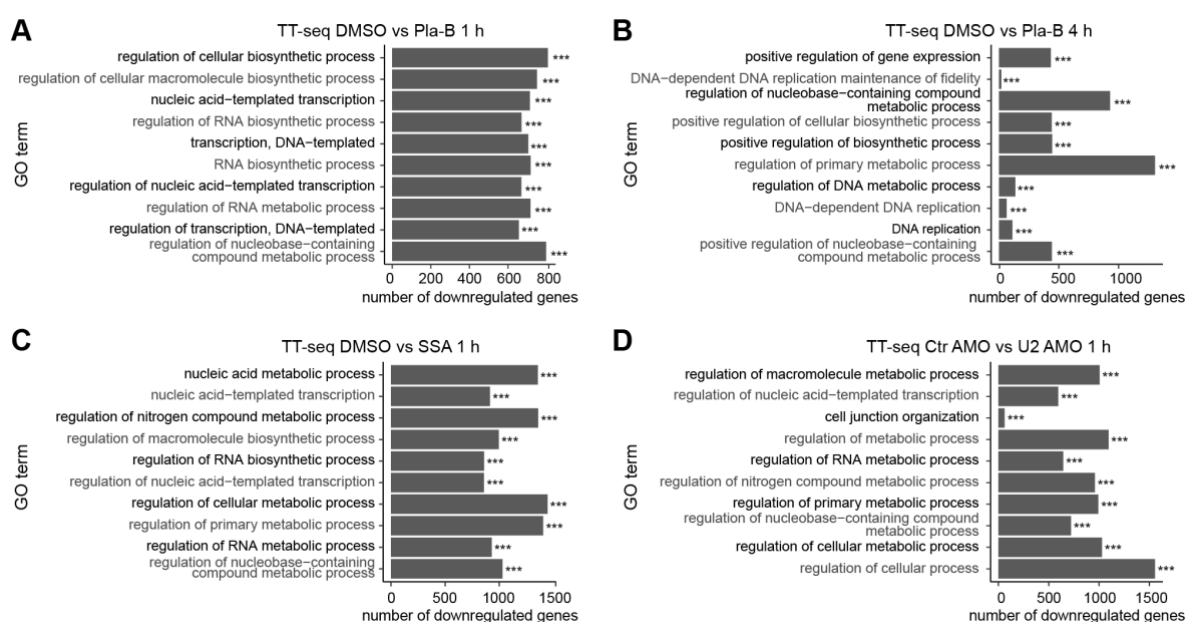 A
TT-seq DMSO vs Pla-B 1 h
GO term
regulation of cellular biosynthetic process
regulation of cellular macromolecule biosynthetic process
nucleic acid−templated transcription
regulation of RNA biosynthetic process
transcription, DNA−templated
RNA biosynthetic process
regulation of nucleic acid−templated transcription
regulation of RNA metabolic process
regulation of transcription, DNA−templated
regulation of nucleobase−containing
compound metabolic process
***
***
***
***
***
***
***
***
***
***
0 200 400 600 800
number of downregulated genes
B
TT-seq DMSO vs Pla-B 4 h
GO term
positive regulation of gene expression
DNA−dependent DNA replication maintenance of fidelity
regulation of nucleobase−containing compound
metabolic process
positive regulation of cellular biosynthetic process
positive regulation of biosynthetic process
regulation of primary metabolic process
regulation of DNA metabolic process
DNA−dependent DNA replication
DNA replication
positive regulation of nucleobase−containing
compound metabolic process
***
***
***
***
***
***
***
***
***
***
0 500 1000
number of downregulated genes
C
TT-seq DMSO vs SSA 1 h
GO term
nucleic acid metabolic process
nucleic acid−templated transcription
regulation of nitrogen compound metabolic process
regulation of macromolecule biosynthetic process
regulation of RNA biosynthetic process
regulation of nucleic acid−templated transcription
regulation of cellular metabolic process
regulation of primary metabolic process
regulation of RNA metabolic process
regulation of nucleobase−containing
compound metabolic process
***
***
***
***
***
***
***
***
***
***
0 500 1000 1500
number of downregulated genes
D
TT-seq Ctr AMO vs U2 AMO 1 h
GO term
regulation of macromolecule metabolic process
regulation of nucleic acid−templated transcription
cell junction organization
regulation of metabolic process
regulation of RNA metabolic process
regulation of nitrogen compound metabolic process
regulation of primary metabolic process
regulation of nucleobase−containing compound
metabolic process
regulation of cellular metabolic process
regulation of cellular process
***
***
***
***
***
***
***
***
***
***
0 500 1000 1500
number of downregulated genes